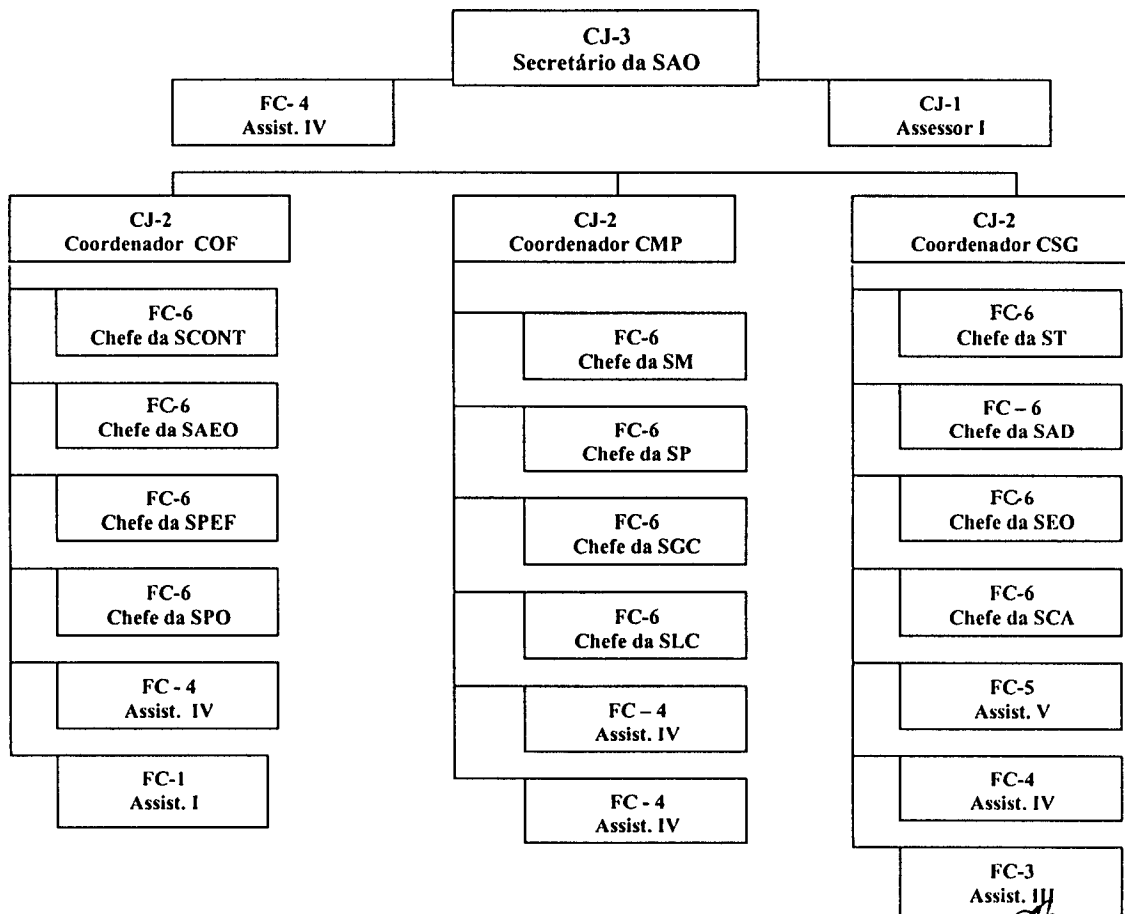 CJ-3
Secretário da SAO
FC- 4
Assist. IV
CJ-1
Assessor I
CJ-2
Coordenador COF
FC-6
Chefe da SCONT
FC-6
Chefe da SAEO
FC-6
Chefe da SPEF
FC-6
Chefe da SPO
FC - 4
Assist. IV
FC-1
Assist. I
CJ-2
Coordenador CMP
FC-6
Chefe da SM
FC-6
Chefe da SP
FC-6
Chefe da SGC
FC-6
Chefe da SLC
FC – 4
Assist. IV
FC - 4
Assist. IV
CJ-2
Coordenador CSG
FC-6
Chefe da ST
FC – 6
Chefe da SAD
FC-6
Chefe da SEO
FC-6
Chefe da SCA
FC-5
Assist. V
FC-4
Assist. IV
FC-3
Assist. III